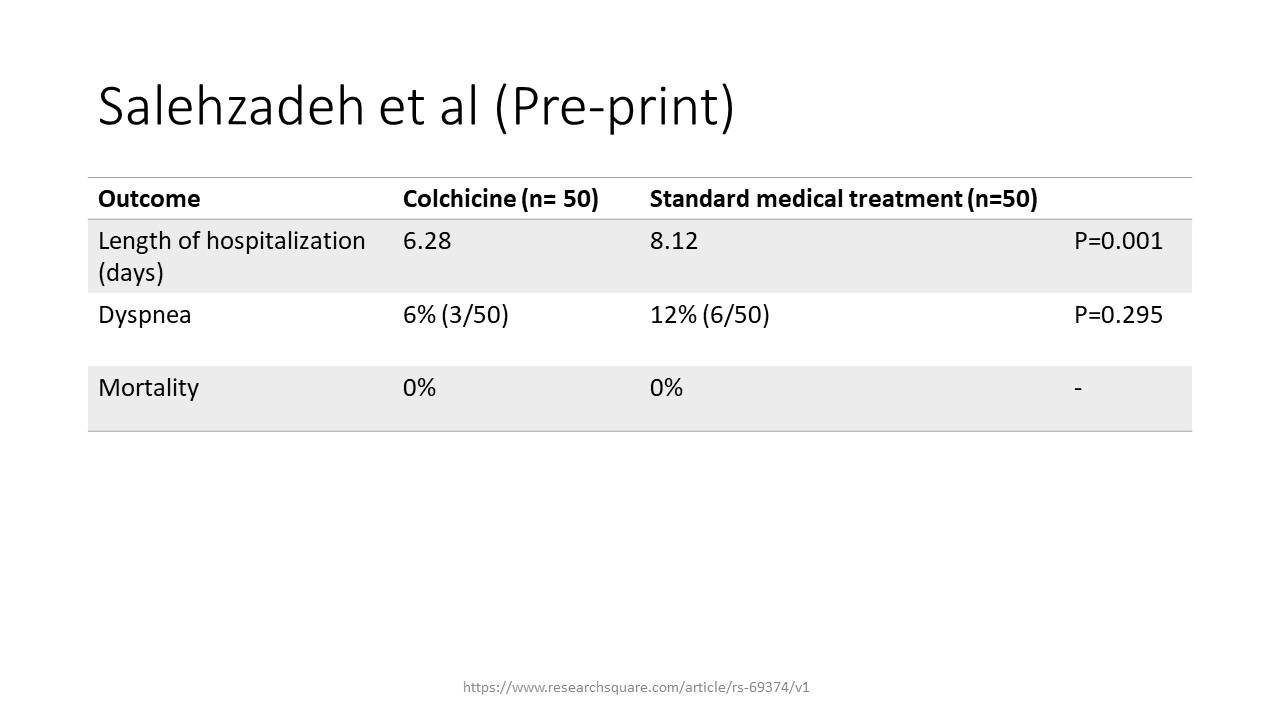 Salehzadeh et al (Pre-print)
Outcome Colchicine (n= 50) Standard medical treatment (n=50)
Length of hospitalization (days) 6.28 8.12 P=0.001
Dyspnea 6% (3/50) 12% (6/50) P=0.295
Mortality 0% 0% -
https://www.researchsquare.com/article/rs-69374/v1